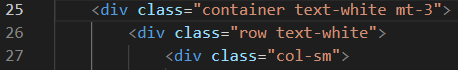 25 <div class="container text-white mt-3">
26 <div class="row text-white">
27 <div class="col-sm">